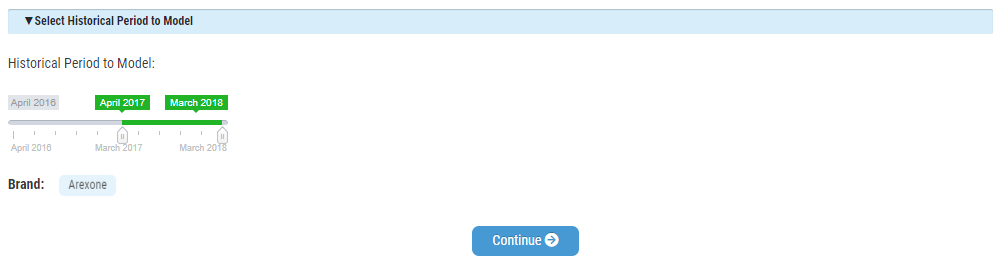 ▼Select Historical Period to Model
Historical Period to Model:
April 2016 April 2017 March 2018
April 2016 March 2017 March 2018
Brand: Arexone
Continue